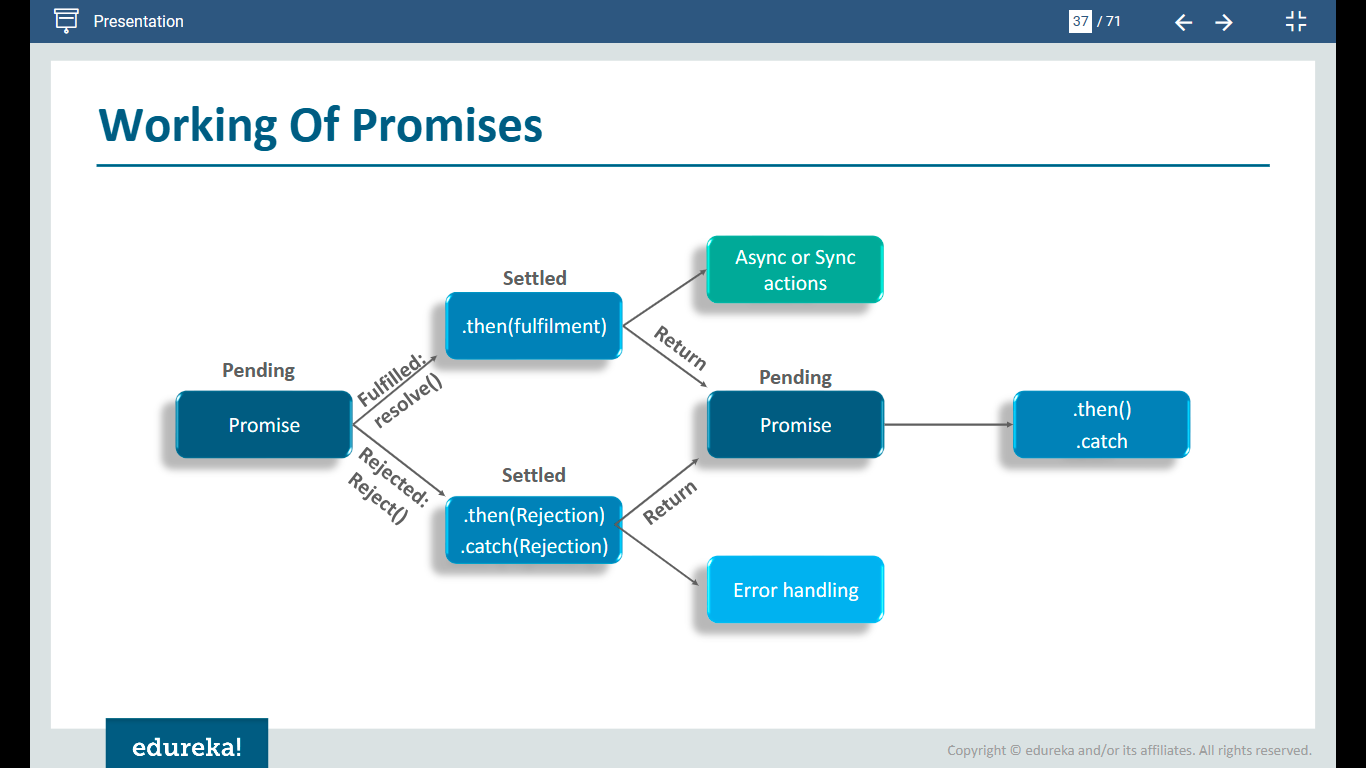 Presentation
37 / 71
Working Of Promises
Async or Sync
actions
Settled
.then(fulfilment)
Return
Pending
Promise
Fulfilled:
resolve()
Rejected:
Reject()
Pending
Promise
.then()
.catch
Settled
.then(Rejection)
.catch(Rejection)
Return
Error handling
edureka!
Copyright © edureka and/or its affiliates. All rights reserved.